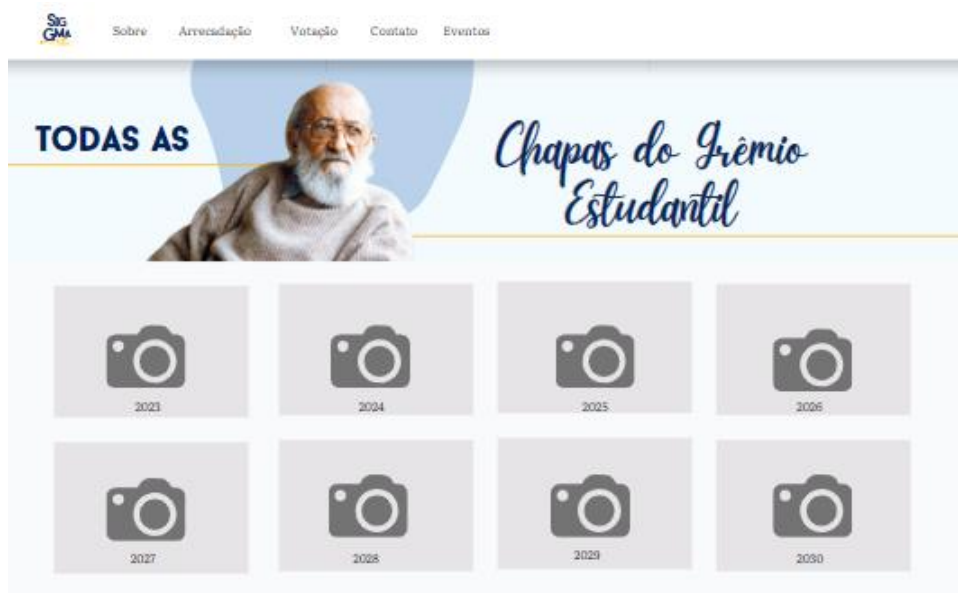 SIG
GMA
Sobre Arrecadação Votação Contato Eventos
TODAS AS
Chapas do Grêmio
Estudantil
2023 2024 2025 2026
2027 2028 2029 2030